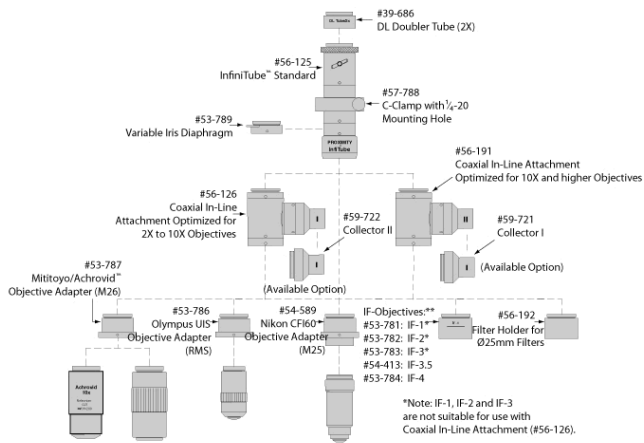 DL Tube
#39-686
DL Doubler Tube (2X)
#56-125
InfiniTube™ Standard
#57-788
C-Clamp with ¼-20
Mounting Hole
#53-789
Variable Iris Diaphragm
PROXIMITY
InfiTube
#56-191
Coaxial In-Line Attachment
Optimized for 10X and higher Objectives
#56-126
Coaxial In-Line
Attachment Optimized for
2X to 10X Objectives
I
II
#59-722
Collector II
#59-721
Collector I
(Available Option)
(Available Option)
#53-787
Mititoyo/Achrovid™
Objective Adapter (M26)
#53-786
Olympus UIS
Objective Adapter
(RMS)
#54-589
Nikon CFI60
Objective Adapter
(M25)
IF-Objectives:**
#53-781: IF-1*
#53-782: IF-2*
#53-783: IF-3*
#54-413: IF-3.5
#53-784: IF-4
#56-192
Filter Holder for
Ø25mm Filters
Achrovid
10x
*Note: IF-1, IF-2 and IF-3
are not suitable for use with
Coaxial In-Line Attachment (#56-126).